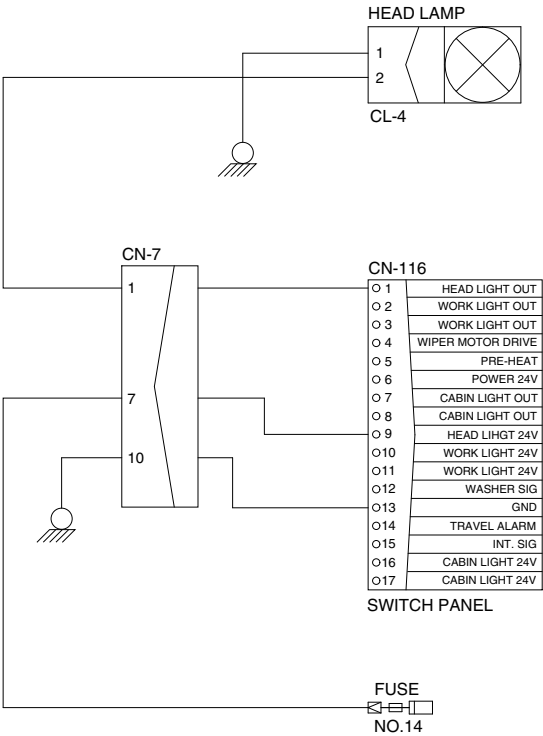 HEAD LAMP
1
2
CL-4
CN-7
1
7
10
CN-116
1 HEAD LIGHT OUT
2 WORK LIGHT OUT
3 WORK LIGHT OUT
4 WIPER MOTOR DRIVE
5 PRE-HEAT
6 POWER 24V
7 CABIN LIGHT OUT
8 CABIN LIGHT OUT
9 HEAD LIHGT 24V
10 WORK LIGHT 24V
11 WORK LIGHT 24V
12 WASHER SIG
13 GND
14 TRAVEL ALARM
15 INT. SIG
16 CABIN LIGHT 24V
17 CABIN LIGHT 24V
SWITCH PANEL
FUSE
NO.14